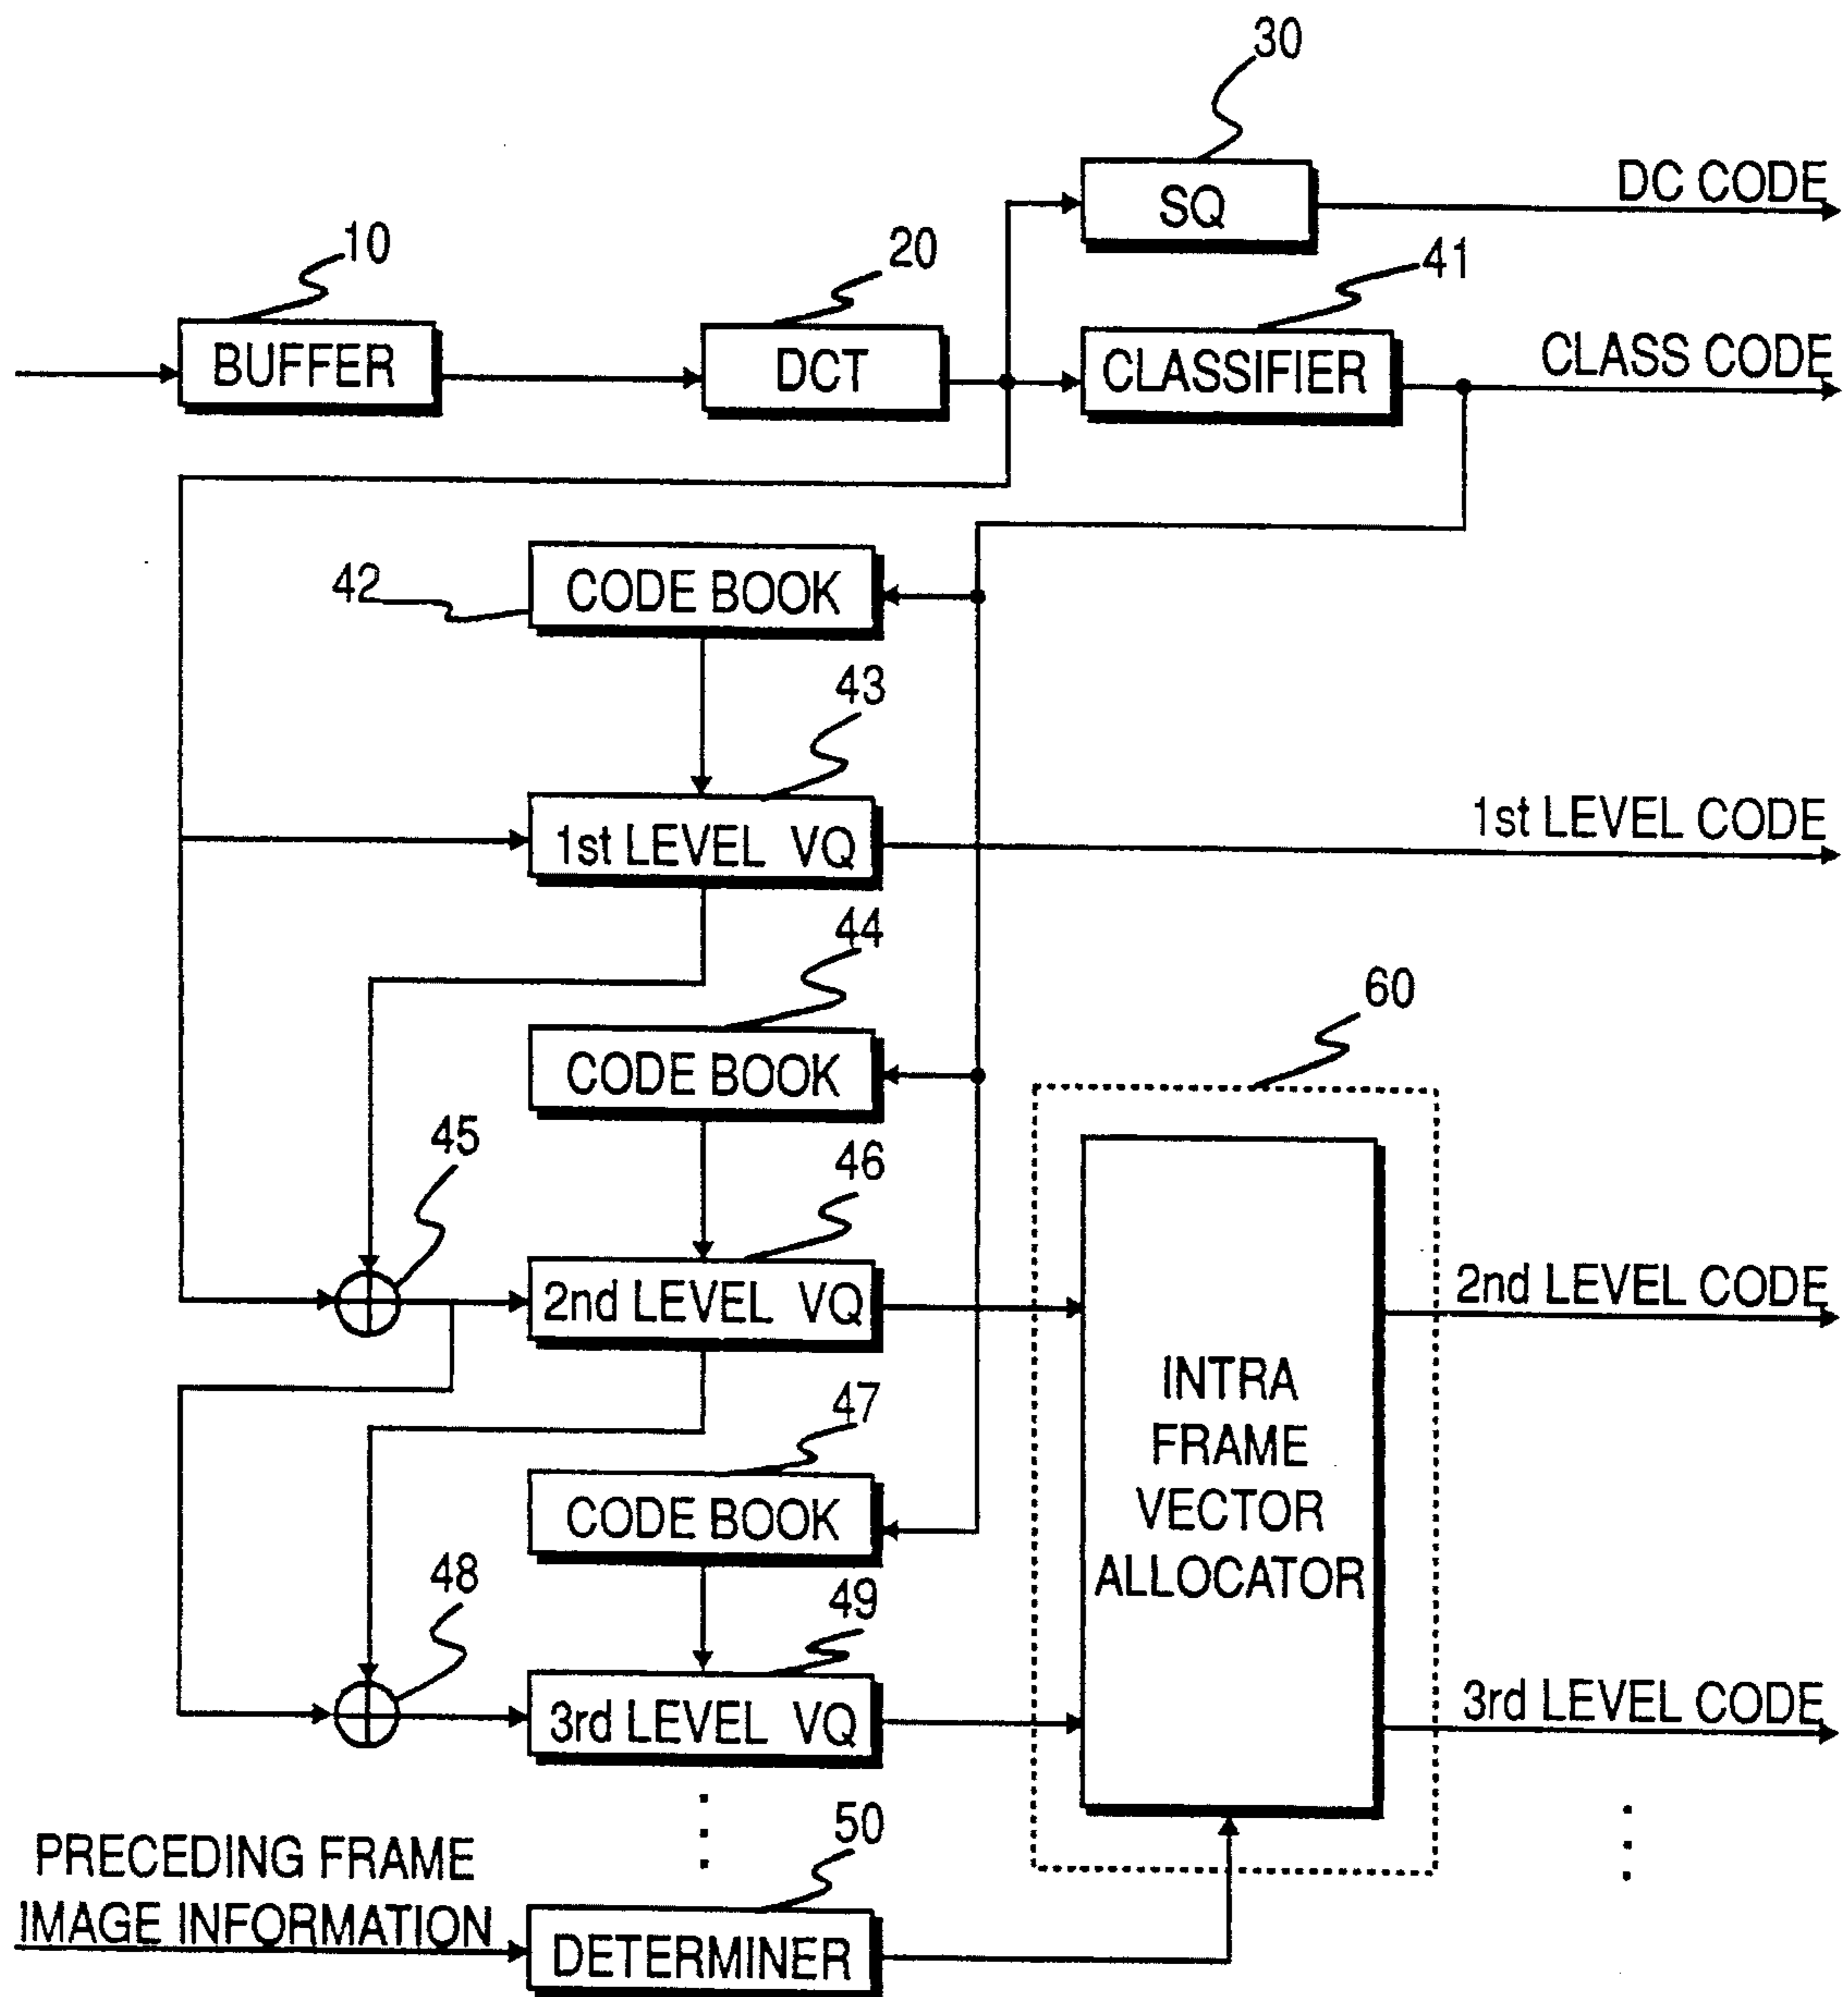 30
SQ
DC CODE
10
20
41
BUFFER
DCT
CLASSIFIER
CLASS CODE
42
CODE BOOK
43
1st LEVEL VQ
1st LEVEL CODE
44
CODE BOOK
60
45
46
2nd LEVEL VQ
2nd LEVEL CODE
INTRA
FRAME
VECTOR
ALLOCATOR
47
CODE BOOK
48
49
3rd LEVEL VQ
3rd LEVEL CODE
50
PRECEDING FRAME
IMAGE INFORMATION
DETERMINER